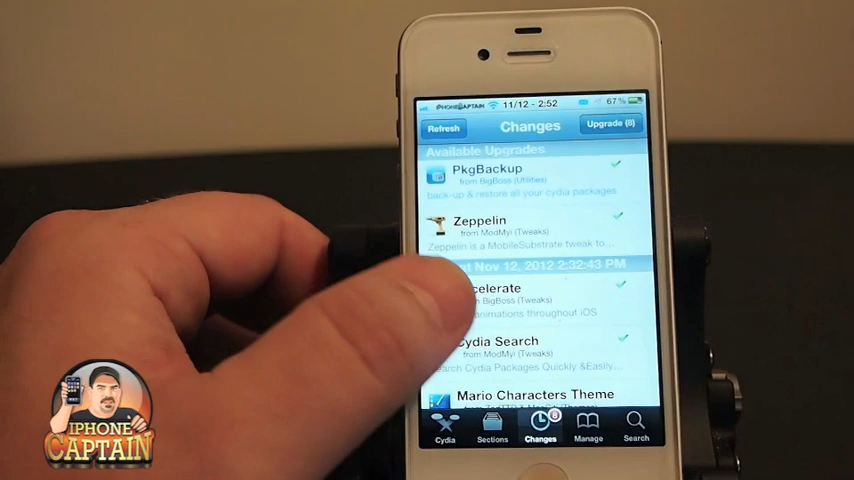 iPHONECAPTAIN 11/12 - 2:52 67%
Refresh Changes Upgrade (8)
Available Upgrades
PkgBackup
from BigBoss (Utilities)
back-up & restore all your cydia packages
Zeppelin
from ModMyi (Tweaks)
Zeppelin is a MobileSubstrate tweak to...
Nov 12, 2012 2:32:43 PM
celerate
BigBoss (Tweaks)
animations throughout iOS
Cydia Search
ModMyi (Tweaks)
Search Cydia Packages Quickly &Easily...
Mario Characters Theme
8
Cydia Sections Changes Manage Search
IPHONE
CAPTAIN